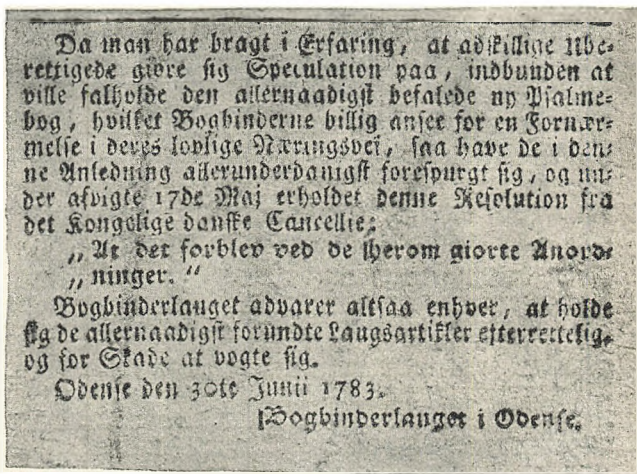 Da man har bragt i Erfaring, at adskillige Ube-
rettigede giøre sig Speculation paa, indbunden at
ville falholde den allernaadigst befalede ny Psalme-
bog, hvilket Bogbinderne billig ansee for en Fornær-
melse i deres lovlige Næringsvei, saa have de i den-
ne Anledning allerunderdanigst forespurgt sig, og un-
der afvigte 17de Maj erholdet denne Resolution fra
det Kongelige danske Cancellie:
„ At det forblev ved de herom giorte Anord-
„ ninger. “
Bogbinderlauget advarer altsaa enhver, at holde
sig de allernaadigst forundte Laugsartikler efterrettelig,
og for Skade at vogte sig.
Odense den 30te Junii 1783.
Bogbinderlauget i Odense.